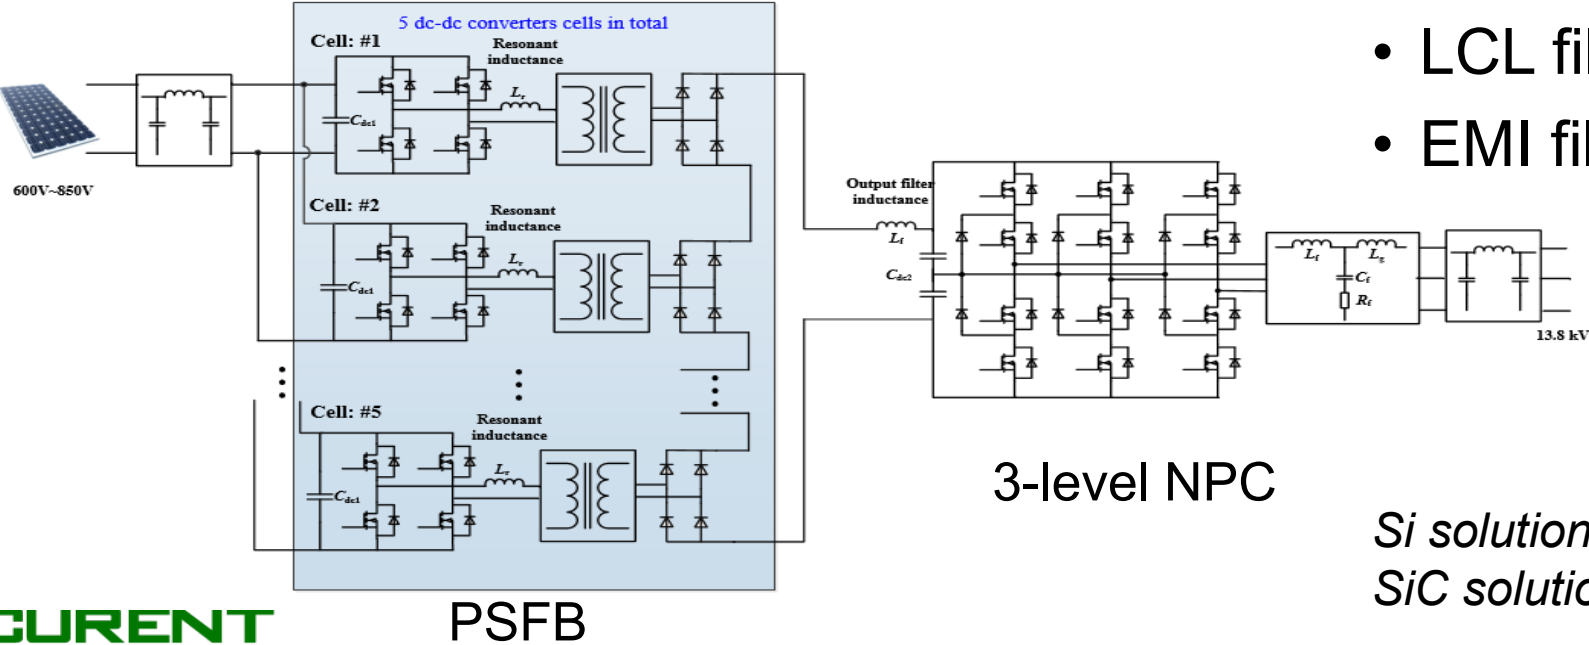 5 dc-dc converters cells in total
Cell: #1
Resonant
inductance
Lr
Cdc1
600V~850V
Cell: #2
Resonant
inductance
Lr
Cdc1
Cell: #5
Resonant
inductance
Lr
Cdc1
PSFB
Output filter
inductance
Lf
Cdc2
3-level NPC
Lf
Lg
Cf
Rf
13.8 kV
• LCL fil
• EMI fil
Si solution
SiC solutio
CURENT